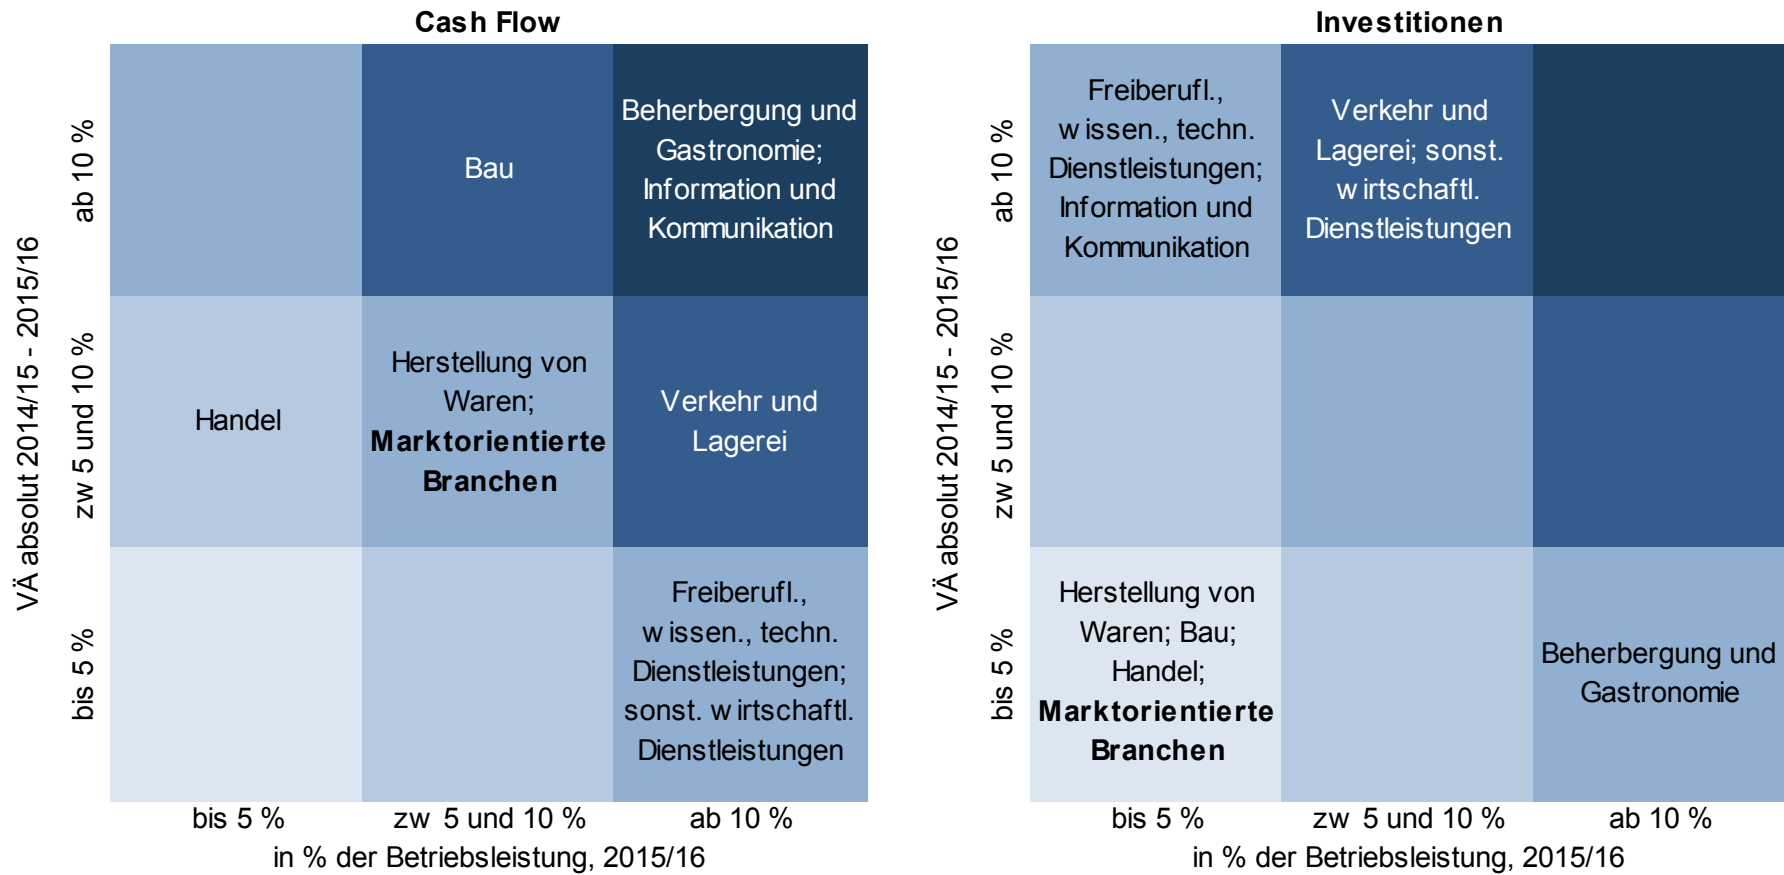 Cash Flow
VÄ absolut 2014/15 - 2015/16
ab 10 %
zw 5 und 10 %
bis 5 %
Bau
Beherbergung und
Gastronomie;
Information und
Kommunikation
Handel
Herstellung von
Waren;
Marktorientierte
Branchen
Verkehr und
Lagerei
Freiberufl.,
wissen., techn.
Dienstleistungen;
sonst. wirtschaftl.
Dienstleistungen
bis 5 %
zw 5 und 10 %
ab 10 %
in % der Betriebsleistung, 2015/16
Investitionen
VÄ absolut 2014/15 - 2015/16
ab 10 %
zw 5 und 10 %
bis 5 %
Freiberufl.,
wissen., techn.
Dienstleistungen;
Information und
Kommunikation
Verkehr und
Lagerei; sonst.
wirtschaftl.
Dienstleistungen
Herstellung von
Waren; Bau;
Handel;
Marktorientierte
Branchen
Beherbergung und
Gastronomie
bis 5 %
zw 5 und 10 %
ab 10 %
in % der Betriebsleistung, 2015/16